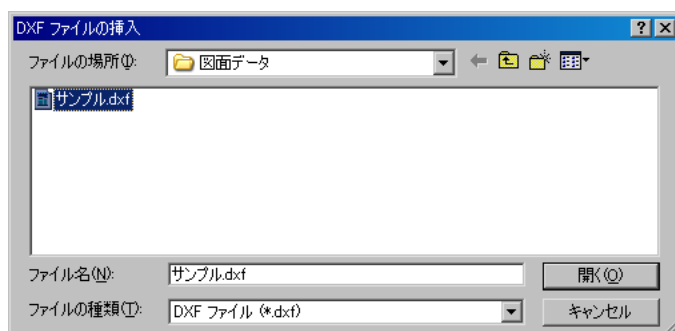 DXF ファイルの挿入
ファイルの場所(I): 図面データ
サンプル.dxf
ファイル名(N): サンプル.dxf 開く(O)
ファイルの種類(T): DXF ファイル (*.dxf) キャンセル